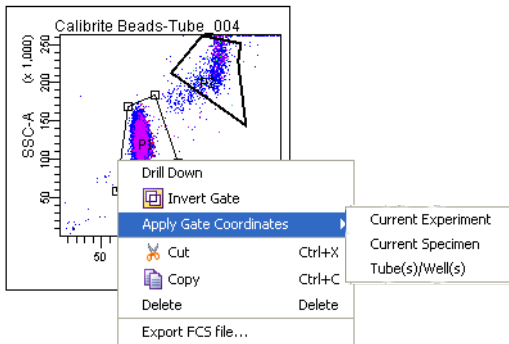 Calibrite Beads-Tube_004
(x 1,000)
SSC-A
250
200
150
100
50
50
P1
Drill Down
Invert Gate
Apply Gate Coordinates
Current Experiment
Current Specimen
Tube(s)/Well(s)
Cut Ctrl+X
Copy Ctrl+C
Delete Delete
Export FCS file...